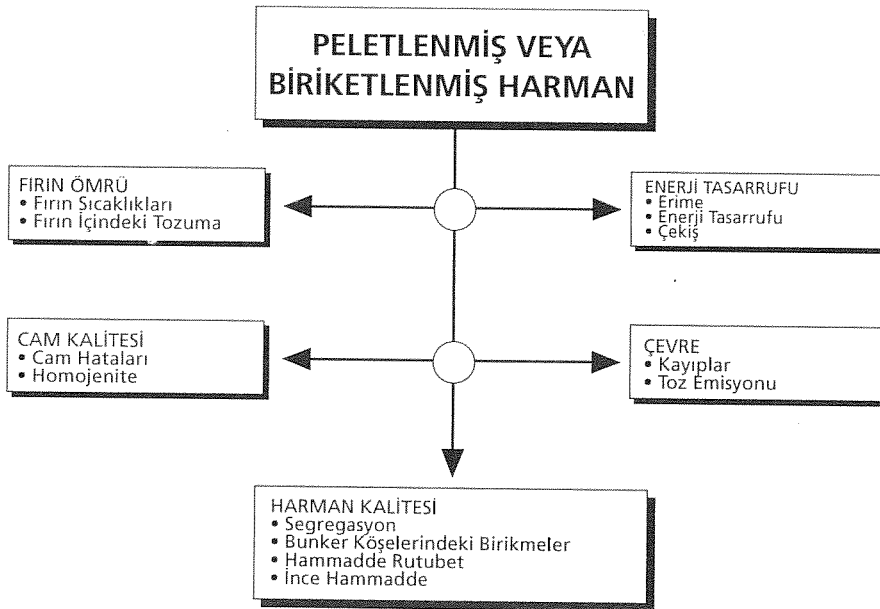 PELETLENMİŞ VEYA
BİRİKETLENMİŞ HARMAN
FIRIN ÖMRÜ
• Fırın Sıcaklıkları
• Fırın İçindeki Tozuma
ENERJİ TASARRUFU
• Erime
• Enerji Tasarrufu
• Çekiş
CAM KALİTESİ
• Cam Hataları
• Homojenite
ÇEVRE
• Kayıplar
• Toz Emisyonu
HARMAN KALİTESİ
• Segregasyon
• Bunker Köşelerindeki Birikmeler
• Hammadde Rutubet
• İnce Hammadde